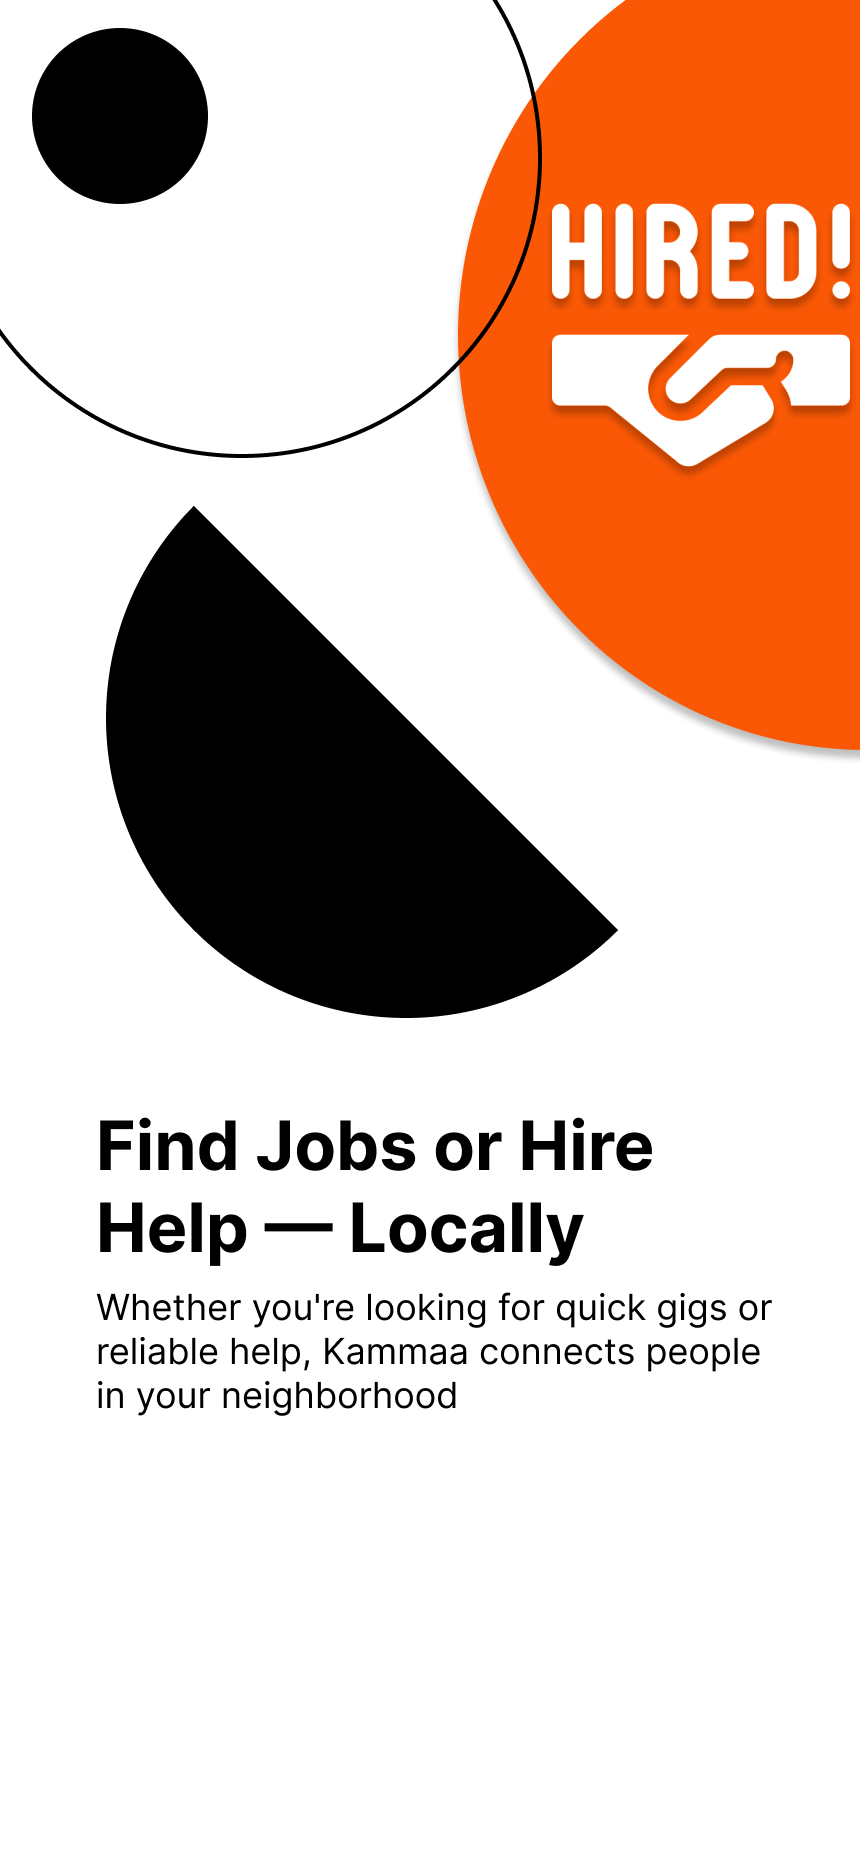 HIRED!
Find Jobs or Hire
Help — Locally
Whether you're looking for quick gigs or
reliable help, Kammaa connects people
in your neighborhood